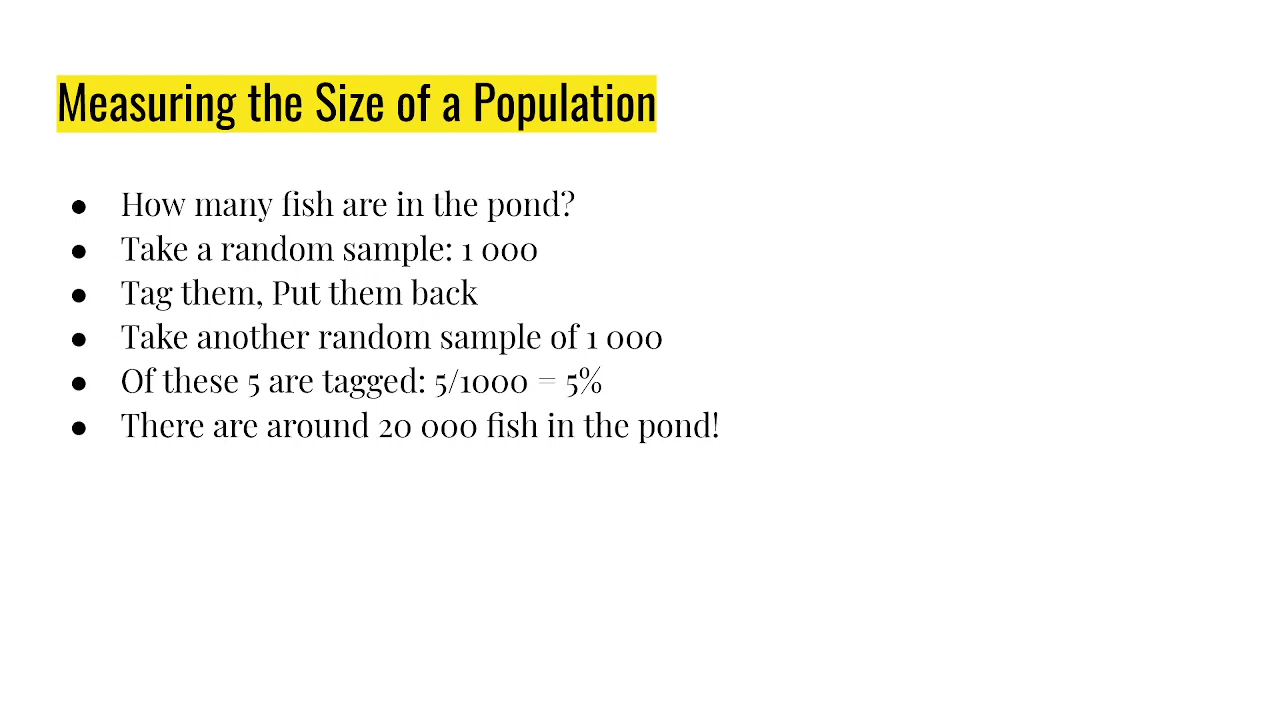 Measuring the Size of a Population
● How many fish are in the pond?
● Take a random sample: 1 000
● Tag them, Put them back
● Take another random sample of 1 000
● Of these 5 are tagged: 5/1000 = 5%
● There are around 20 000 fish in the pond!